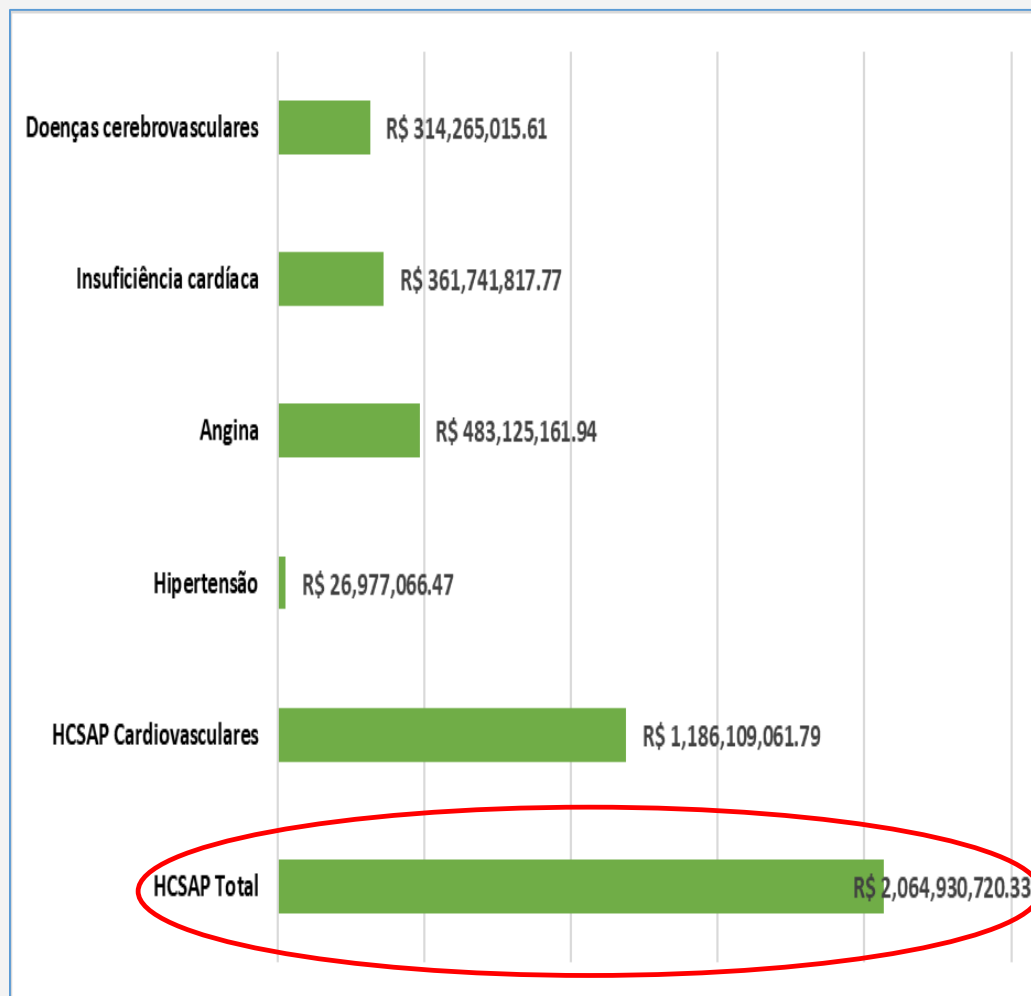 Doenças cerebrovasculares R$ 314,265,015.61
Insuficiência cardíaca R$ 361,741,817.77
Angina R$ 483,125,161.94
Hipertensão R$ 26,977,066.47
HCSAP Cardiovasculares R$ 1,186,109,061.79
HCSAP Total R$ 2,064,930,720.33